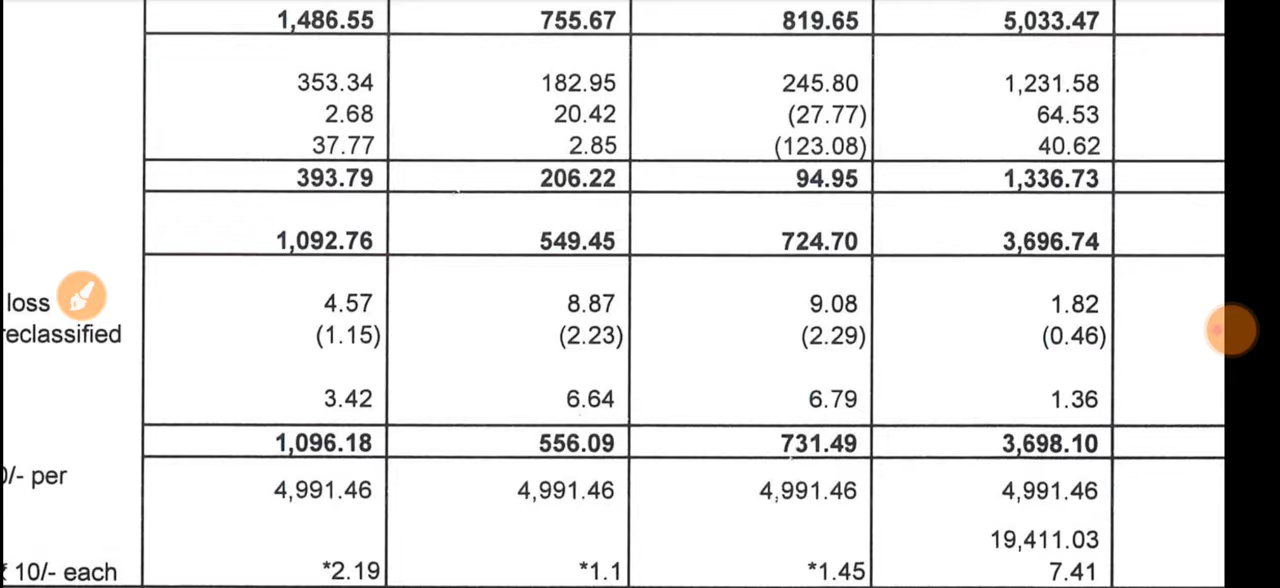 1,486.55 755.67 819.65 5,033.47
353.34 182.95 245.80 1,231.58
2.68 20.42 (27.77) 64.53
37.77 2.85 (123.08) 40.62
393.79 206.22 94.95 1,336.73
1,092.76 549.45 724.70 3,696.74
loss 4.57 8.87 9.08 1.82
reclassified (1.15) (2.23) (2.29) (0.46)
3.42 6.64 6.79 1.36
1,096.18 556.09 731.49 3,698.10
0/- per
4,991.46 4,991.46 4,991.46 4,991.46
19,411.03
₹ 10/- each *2.19 *1.1 *1.45 7.41